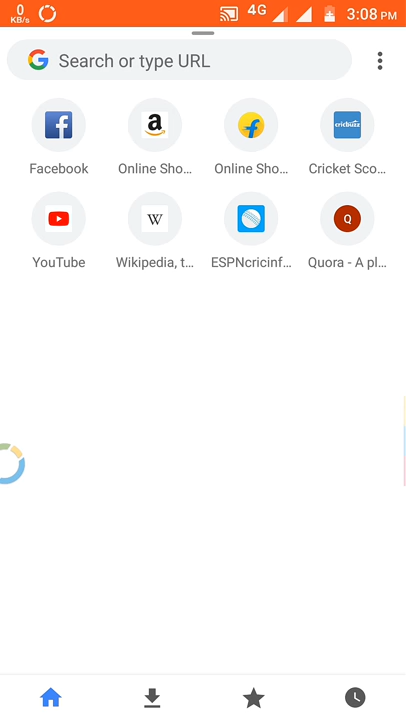 0
KB/s
4G
3:08 PM
Search or type URL
Facebook
Online Sho...
Online Sho...
cricbuzz
Cricket Sco...
YouTube
W
Wikipedia, t...
ESPNcricinf...
Q
Quora - A pl...